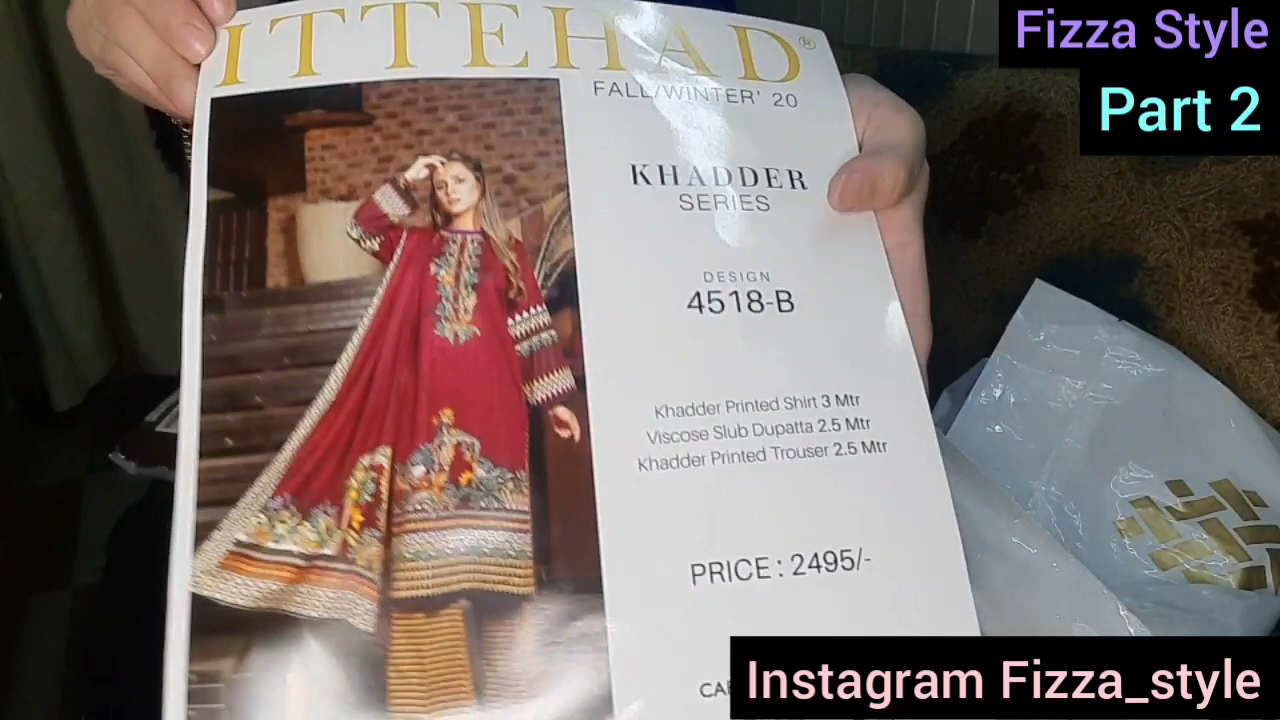 ITTEHAD®
FALL/WINTER' 20
KHADDER
SERIES
DESIGN
4518-B
Khadder Printed Shirt 3 Mtr
Viscose Slub Dupatta 2.5 Mtr
Khadder Printed Trouser 2.5 Mtr
PRICE : 2495/-
Fizza Style
Part 2
Instagram Fizza_style